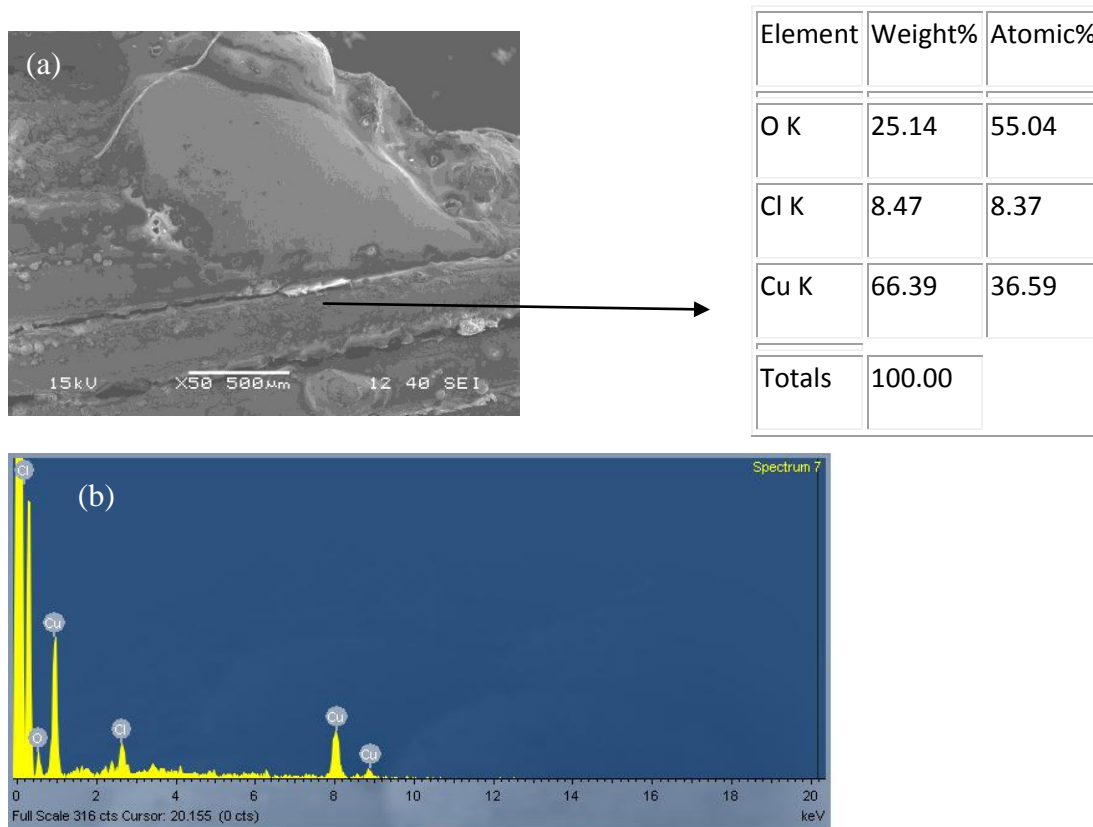 (a)
15kV X50 500μm 12 40 SEI
Element Weight% Atomic%
O K 25.14 55.04
Cl K 8.47 8.37
Cu K 66.39 36.59
Totals 100.00
(b)
Spectrum 7
Cl
Cu
O
Cl
Cu
Cu
0 2 4 6 8 10 12 14 16 18 20
Full Scale 316 cts Cursor: 20.155 (0 cts) keV